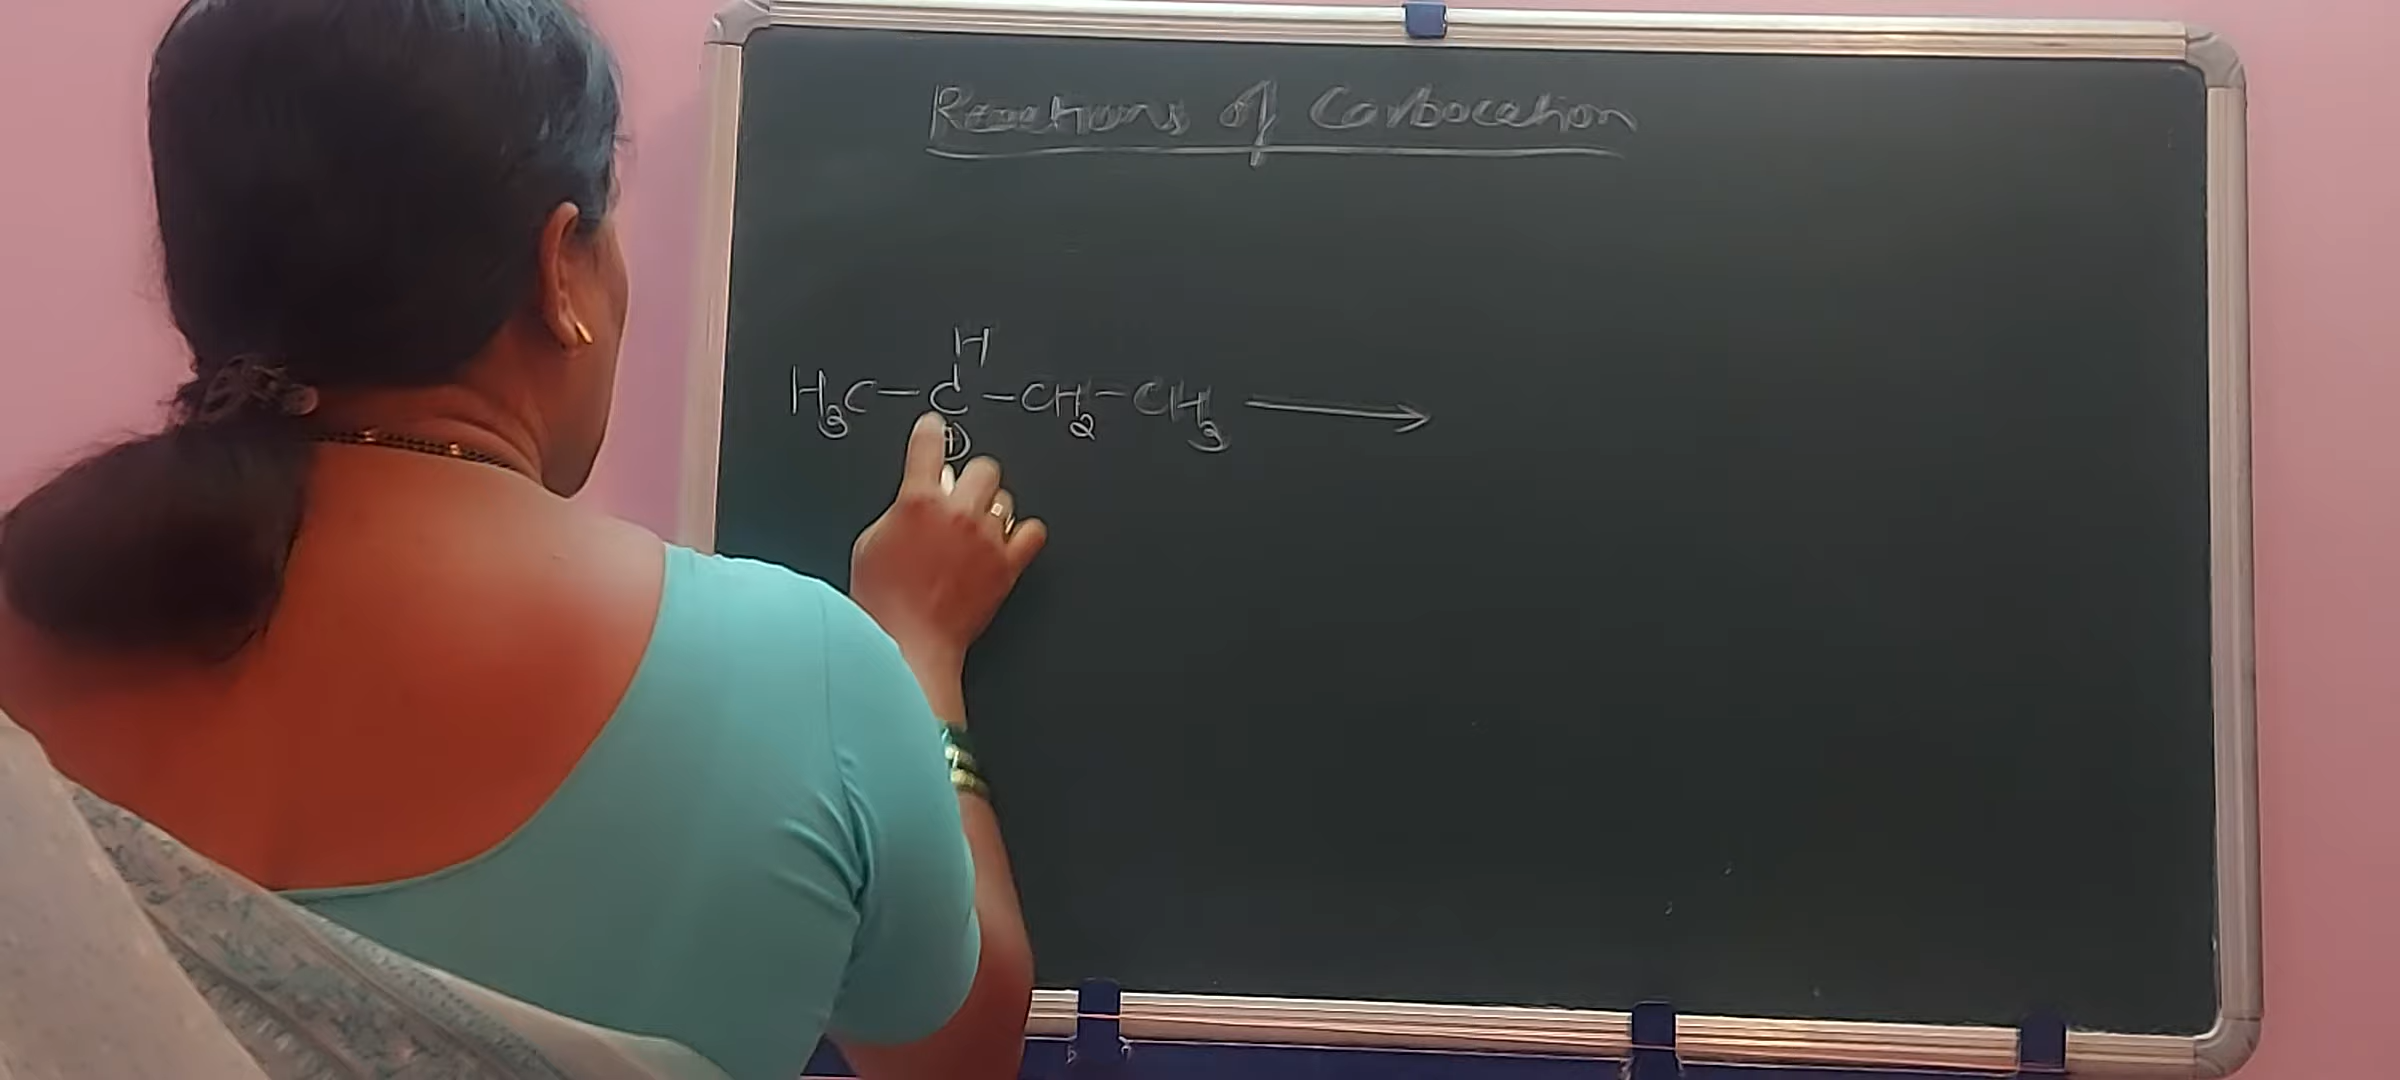 Reactions of Carbocation
H
H₃C-C-CH₂-CH₃ ⟶
⊕